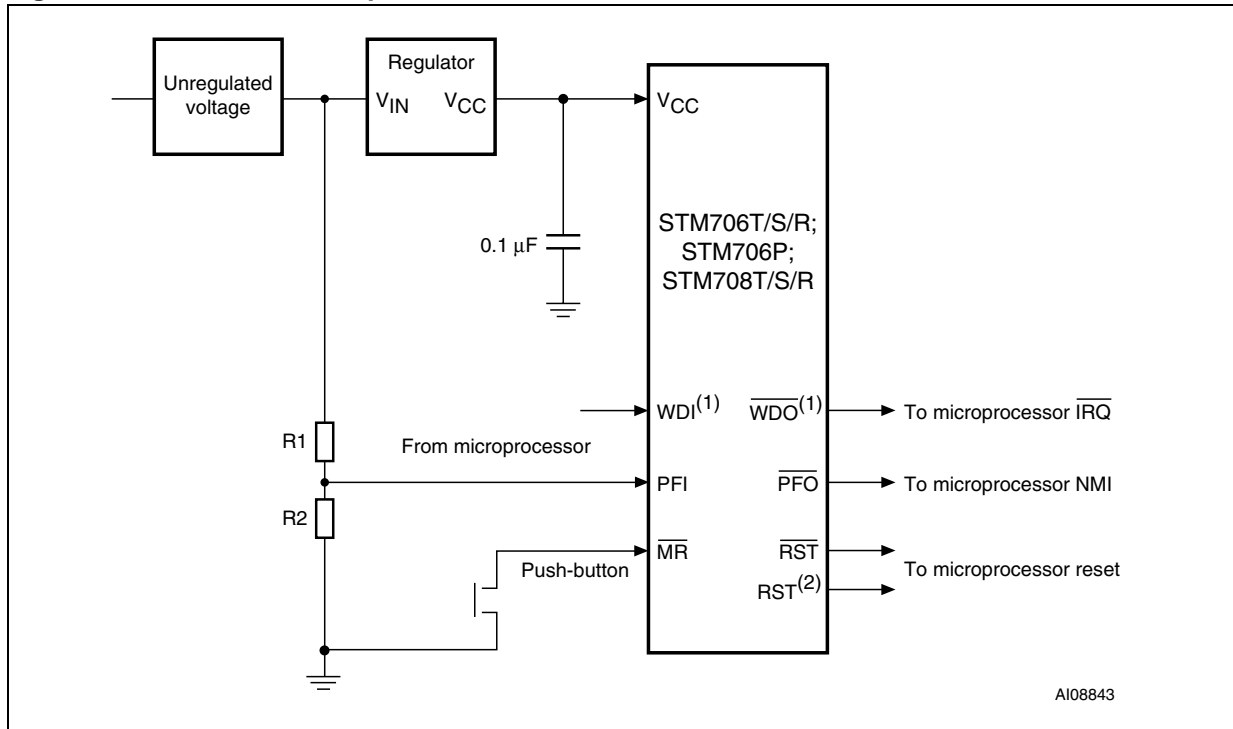 Unregulated
voltage
Regulator
VIN VCC
VCC
0.1 μF
STM706T/S/R;
STM706P;
STM708T/S/R
WDI(1)
WDO(1)
To microprocessor IRQ
R1
From microprocessor
PFI
PFO
To microprocessor NMI
R2
MR
RST
Push-button
To microprocessor reset
RST(2)
AI08843